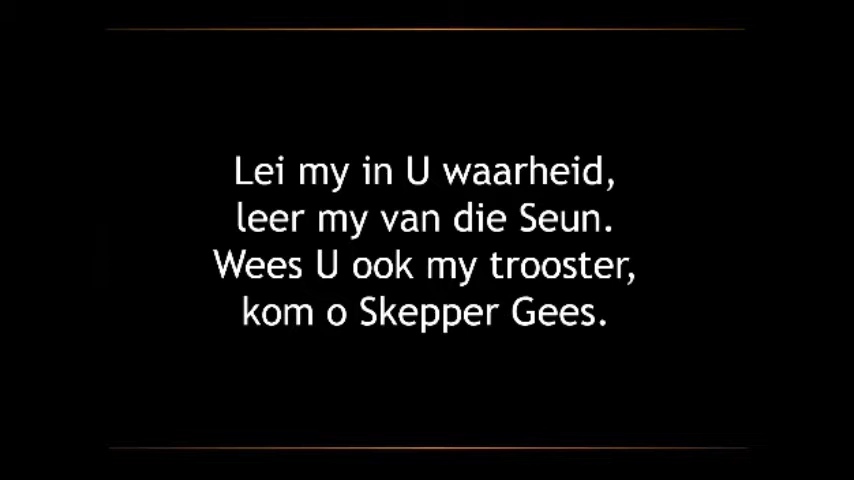 Lei my in U waarheid,
leer my van die Seun.
Wees U ook my trooster,
kom o Skepper Gees.